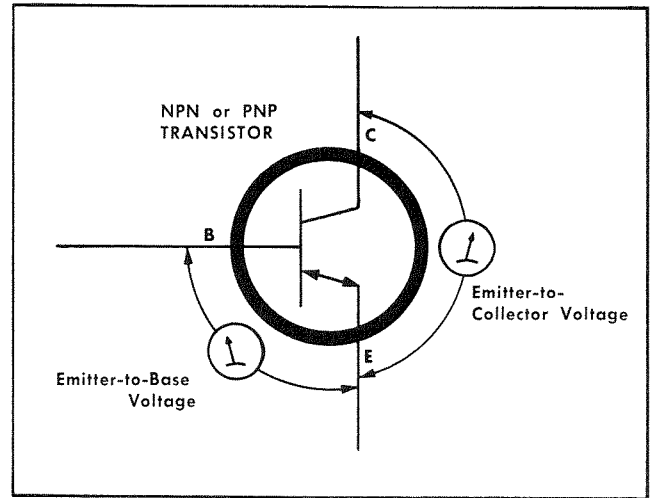 NPN or PNP
TRANSISTOR
C
B
Emitter-to-
Collector Voltage
E
Emitter-to-Base
Voltage